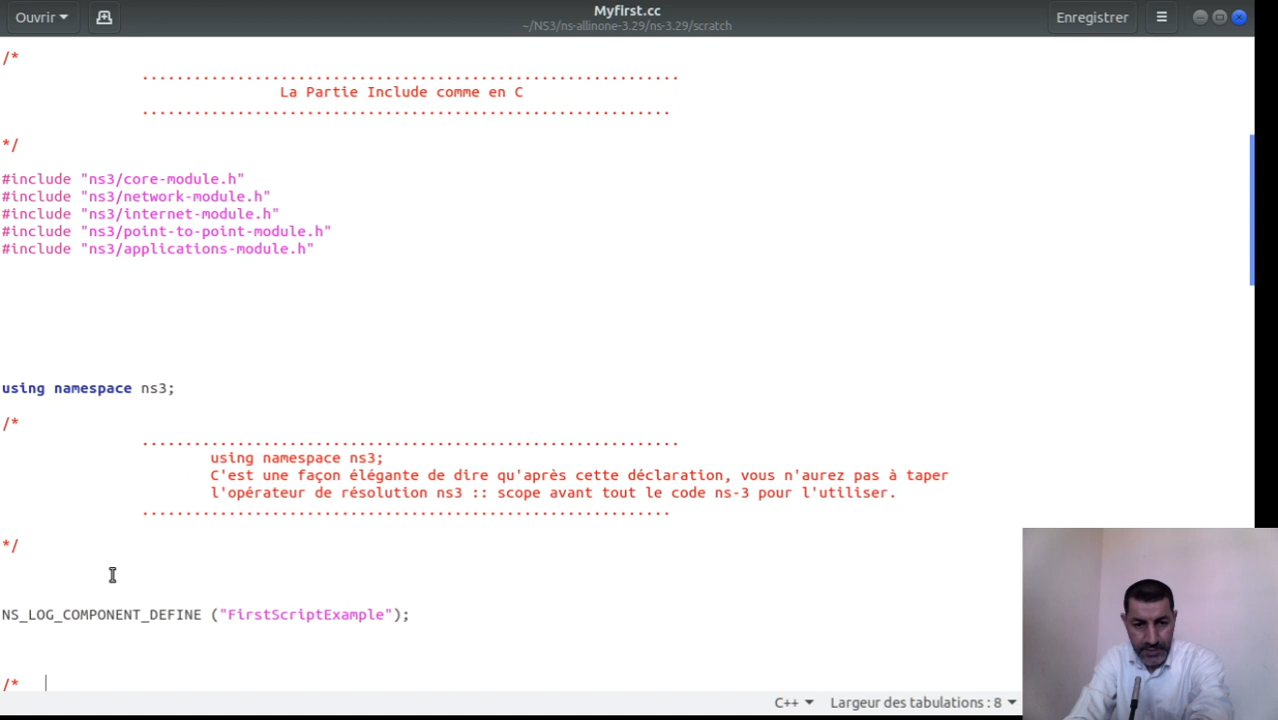 Ouvrir
Myfirst.cc
~/NS3/ns-allinone-3.29/ns-3.29/scratch
Enregistrer
/*
...............................................................
La Partie Include comme en C
..............................................................
*/
#include "ns3/core-module.h"
#include "ns3/network-module.h"
#include "ns3/internet-module.h"
#include "ns3/point-to-point-module.h"
#include "ns3/applications-module.h"
using namespace ns3;
/*
...............................................................
using namespace ns3;
C'est une façon élégante de dire qu'après cette déclaration, vous n'aurez pas à taper
l'opérateur de résolution ns3 :: scope avant tout le code ns-3 pour l'utiliser.
..............................................................
*/
NS_LOG_COMPONENT_DEFINE ("FirstScriptExample");
/*
C++
Largeur des tabulations : 8